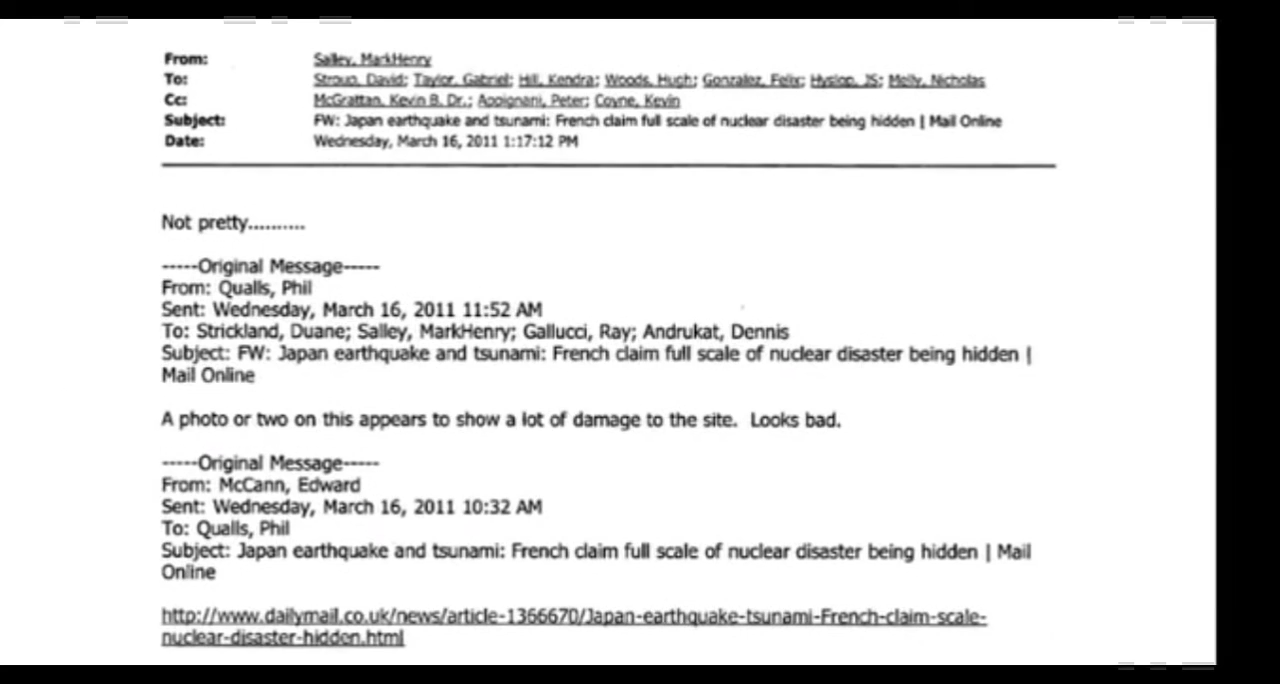 From: Salley, MarkHenry
To: Stroup, David; Taylor, Gabriel; Hill, Kendra; Woods, Hugh; Gonzalez, Felix; Hyslop, JS; Melly, Nicholas
Cc: McGrattan, Kevin B. Dr.; Appignani, Peter; Coyne, Kevin
Subject: FW: Japan earthquake and tsunami: French claim full scale of nuclear disaster being hidden | Mail Online
Date: Wednesday, March 16, 2011 1:17:12 PM
Not pretty..........
-----Original Message-----
From: Qualls, Phil
Sent: Wednesday, March 16, 2011 11:52 AM
To: Strickland, Duane; Salley, MarkHenry; Gallucci, Ray; Andrukat, Dennis
Subject: FW: Japan earthquake and tsunami: French claim full scale of nuclear disaster being hidden |
Mail Online
A photo or two on this appears to show a lot of damage to the site. Looks bad.
-----Original Message-----
From: McCann, Edward
Sent: Wednesday, March 16, 2011 10:32 AM
To: Qualls, Phil
Subject: Japan earthquake and tsunami: French claim full scale of nuclear disaster being hidden | Mail
Online
http://www.dailymail.co.uk/news/article-1366670/Japan-earthquake-tsunami-French-claim-scale-
nuclear-disaster-hidden.html